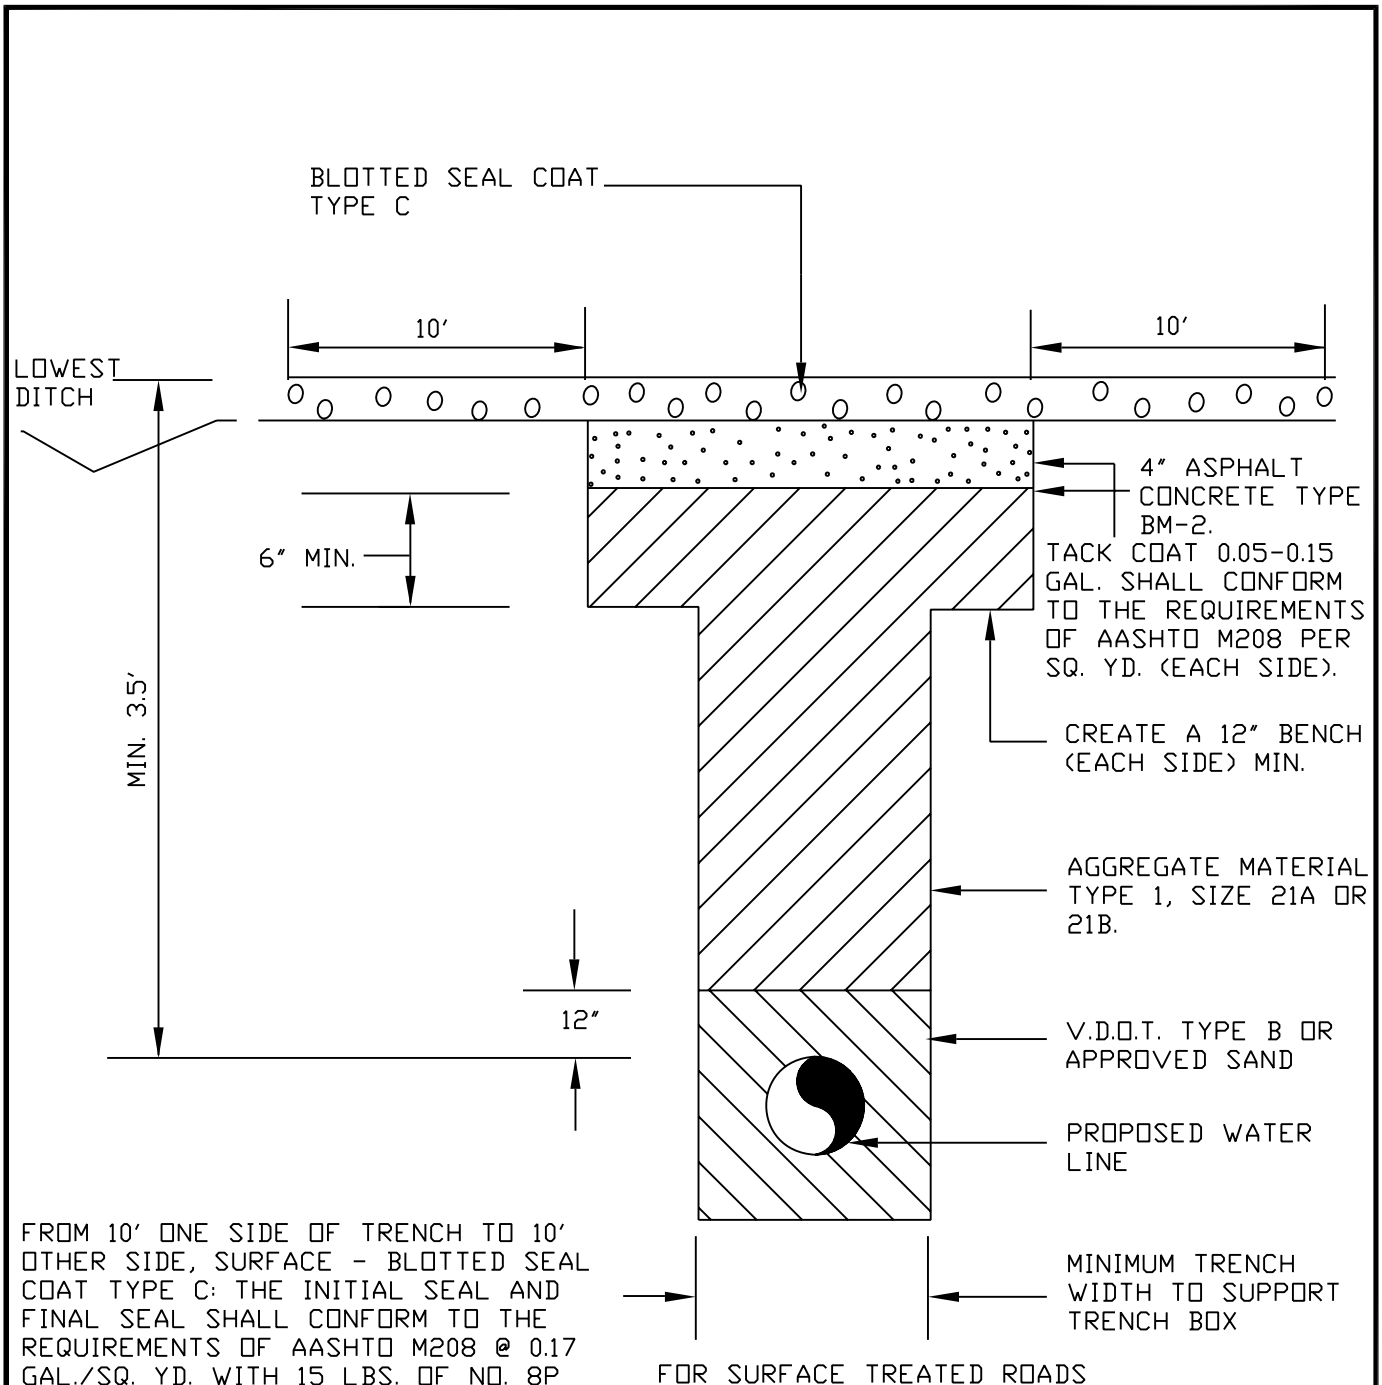 BLOTTED SEAL COAT
TYPE C
10'
10'
LOWEST
DITCH
4" ASPHALT
CONCRETE TYPE
BM-2.
6" MIN.
TACK COAT 0.05-0.15
GAL. SHALL CONFORM
TO THE REQUIREMENTS
OF AASHTO M208 PER
SQ. YD. (EACH SIDE).
MIN. 3.5'
CREATE A 12" BENCH
(EACH SIDE) MIN.
AGGREGATE MATERIAL
TYPE 1, SIZE 21A OR
21B.
12"
V.D.O.T. TYPE B OR
APPROVED SAND
PROPOSED WATER
LINE
FROM 10' ONE SIDE OF TRENCH TO 10'
OTHER SIDE, SURFACE - BLOTTED SEAL
COAT TYPE C: THE INITIAL SEAL AND
FINAL SEAL SHALL CONFORM TO THE
REQUIREMENTS OF AASHTO M208 @ 0.17
GAL./SQ. YD. WITH 15 LBS. OF NO. 8P
MINIMUM TRENCH
WIDTH TO SUPPORT
TRENCH BOX
FOR SURFACE TREATED ROADS